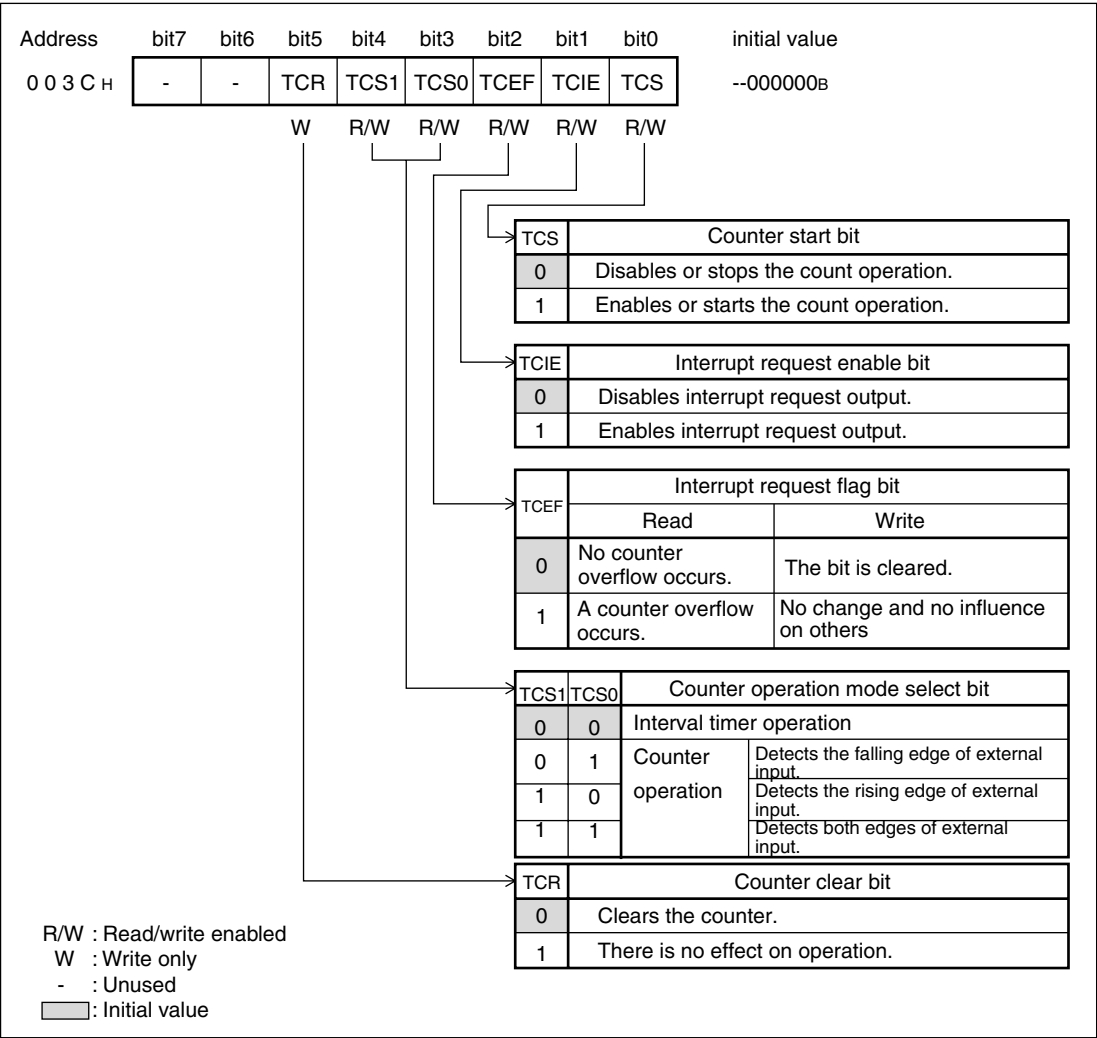 Address bit7 bit6 bit5 bit4 bit3 bit2 bit1 bit0 initial value
0 0 3 C H - - TCR TCS1 TCS0 TCEF TCIE TCS --000000B
W R/W R/W R/W R/W R/W
TCS Counter start bit
0 Disables or stops the count operation.
1 Enables or starts the count operation.
TCIE Interrupt request enable bit
0 Disables interrupt request output.
1 Enables interrupt request output.
TCEF Interrupt request flag bit
Read Write
0 No counter
overflow occurs. The bit is cleared.
1 A counter overflow
occurs. No change and no influence
on others
TCS1 TCS0 Counter operation mode select bit
0 0 Interval timer operation
0 1 Counter
operation Detects the falling edge of external
input.
1 0 Detects the rising edge of external
input.
1 1 Detects both edges of external
input.
TCR Counter clear bit
0 Clears the counter.
1 There is no effect on operation.
R/W : Read/write enabled
W : Write only
- : Unused
: Initial value